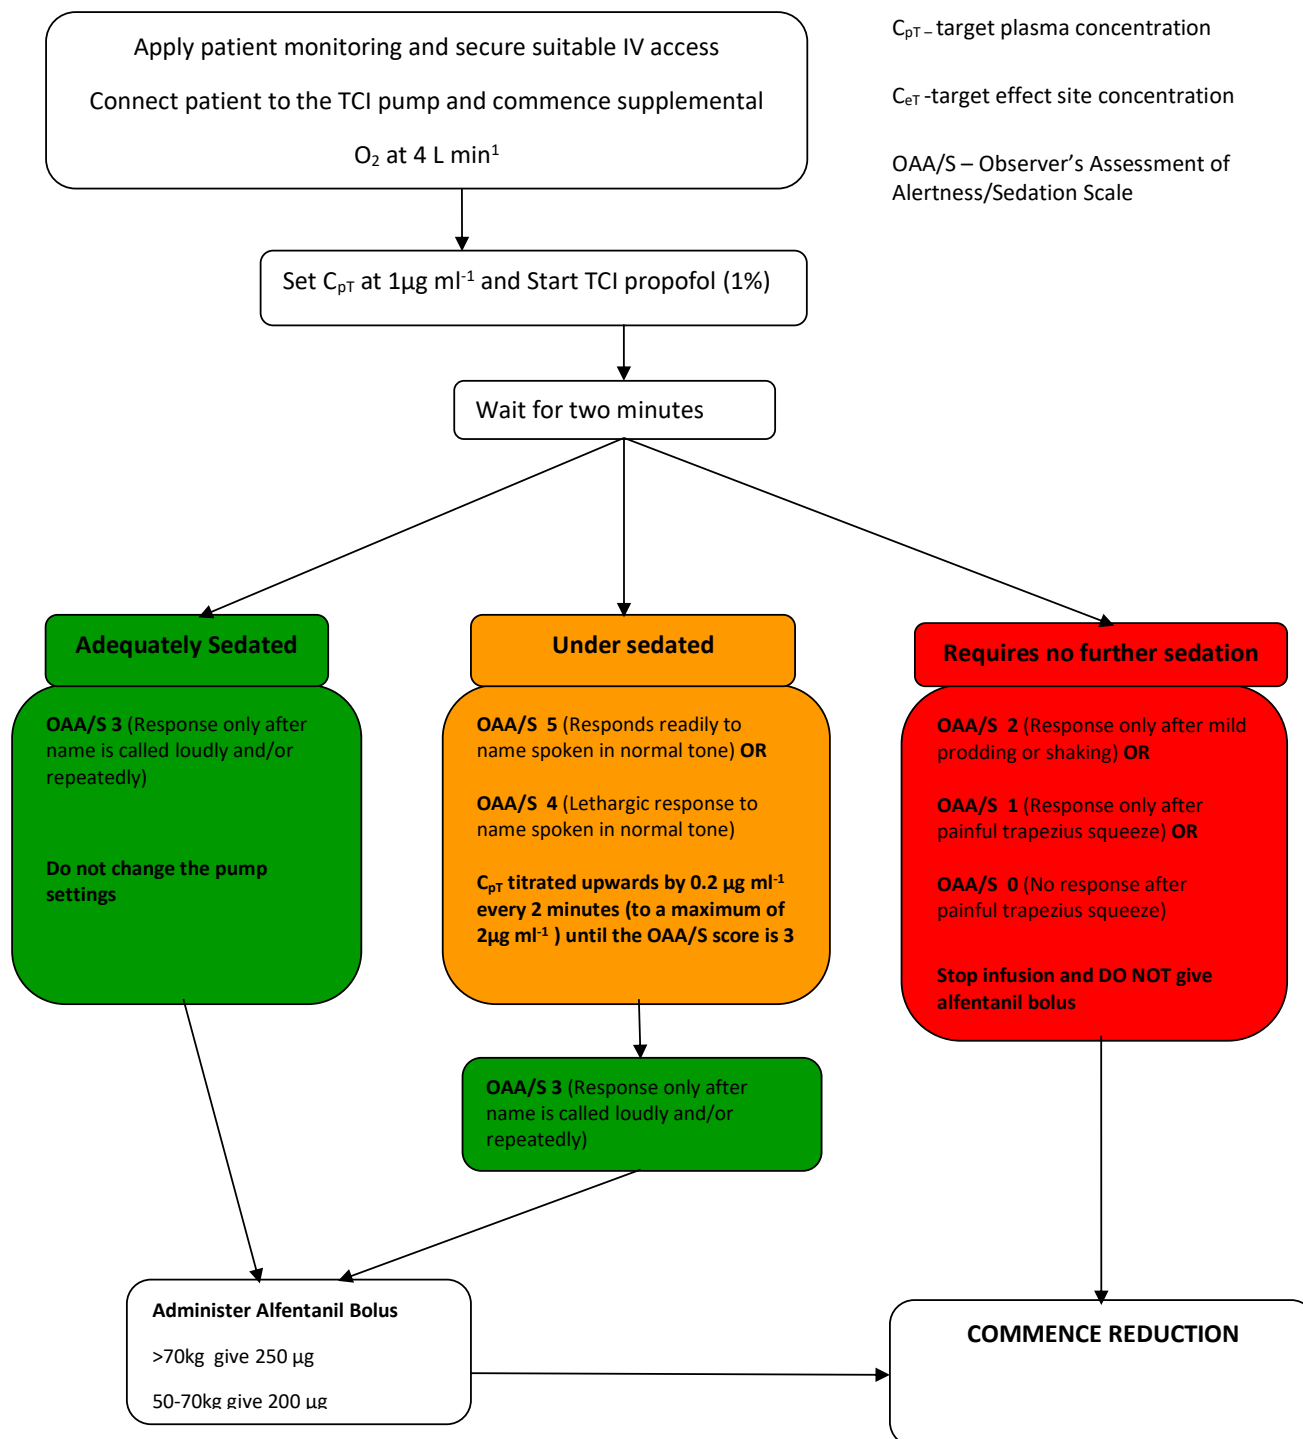 Apply patient monitoring and secure suitable IV access
Connect patient to the TCI pump and commence supplemental
O₂ at 4 L min¹
C_pT – target plasma concentration
C_eT -target effect site concentration
OAA/S – Observer's Assessment of
Alertness/Sedation Scale
Set C_pT at 1µg ml⁻¹ and Start TCI propofol (1%)
Wait for two minutes
Adequately Sedated
OAA/S 3 (Response only after
name is called loudly and/or
repeatedly)
Do not change the pump
settings
Under sedated
OAA/S 5 (Responds readily to
name spoken in normal tone) OR
OAA/S 4 (Lethargic response to
name spoken in normal tone)
C_pT titrated upwards by 0.2 µg ml⁻¹
every 2 minutes (to a maximum of
2µg ml⁻¹ ) until the OAA/S score is 3
Requires no further sedation
OAA/S 2 (Response only after mild
prodding or shaking) OR
OAA/S 1 (Response only after
painful trapezius squeeze) OR
OAA/S 0 (No response after
painful trapezius squeeze)
Stop infusion and DO NOT give
alfentanil bolus
OAA/S 3 (Response only after
name is called loudly and/or
repeatedly)
Administer Alfentanil Bolus
>70kg give 250 µg
50-70kg give 200 µg
COMMENCE REDUCTION